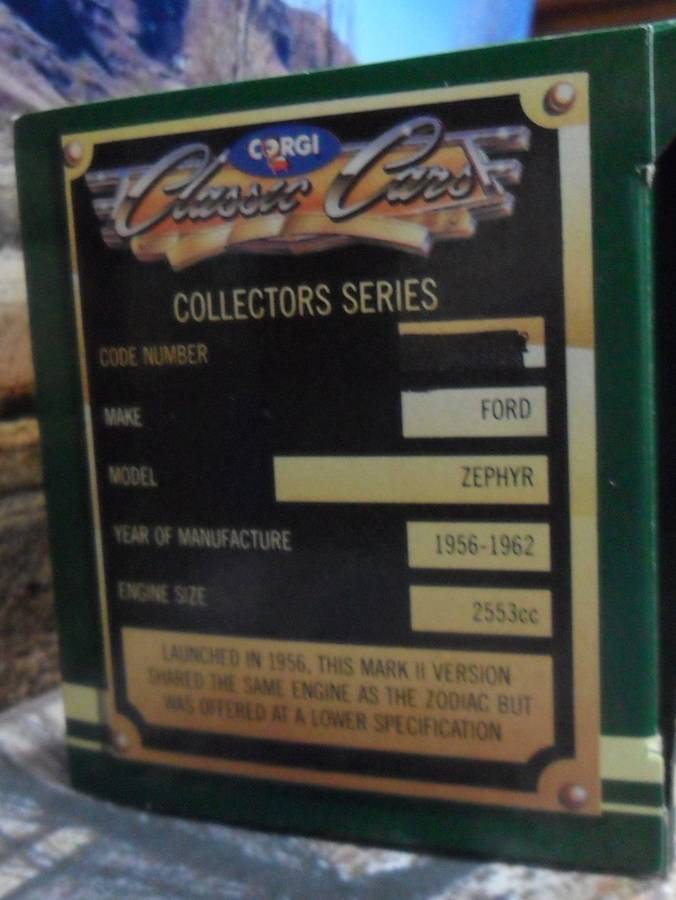 CORGI
Classic Cars
COLLECTORS SERIES
CODE NUMBER
MAKE FORD
MODEL ZEPHYR
YEAR OF MANUFACTURE 1956-1962
ENGINE SIZE 2553cc
LAUNCHED IN 1956, THIS MARK II VERSION
SHARED THE SAME ENGINE AS THE ZODIAC BUT
WAS OFFERED AT A LOWER SPECIFICATION